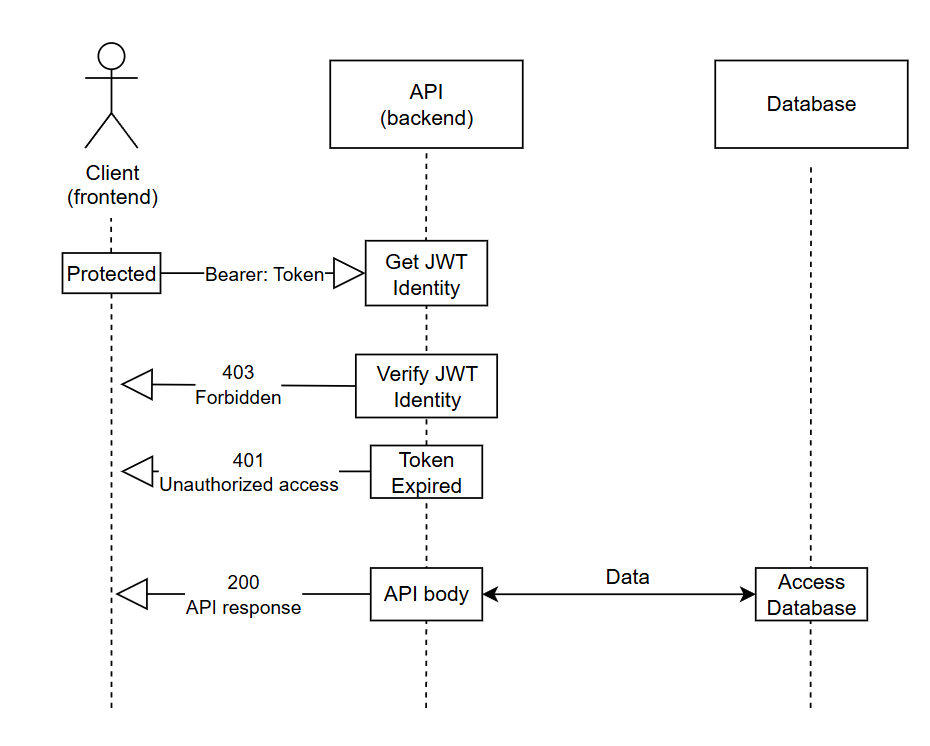 API
(backend)
Database
Client
(frontend)
Protected
Bearer: Token
Get JWT
Identity
403
Forbidden
Verify JWT
Identity
401
Unauthorized access
Token
Expired
200
API response
API body
Data
Access
Database